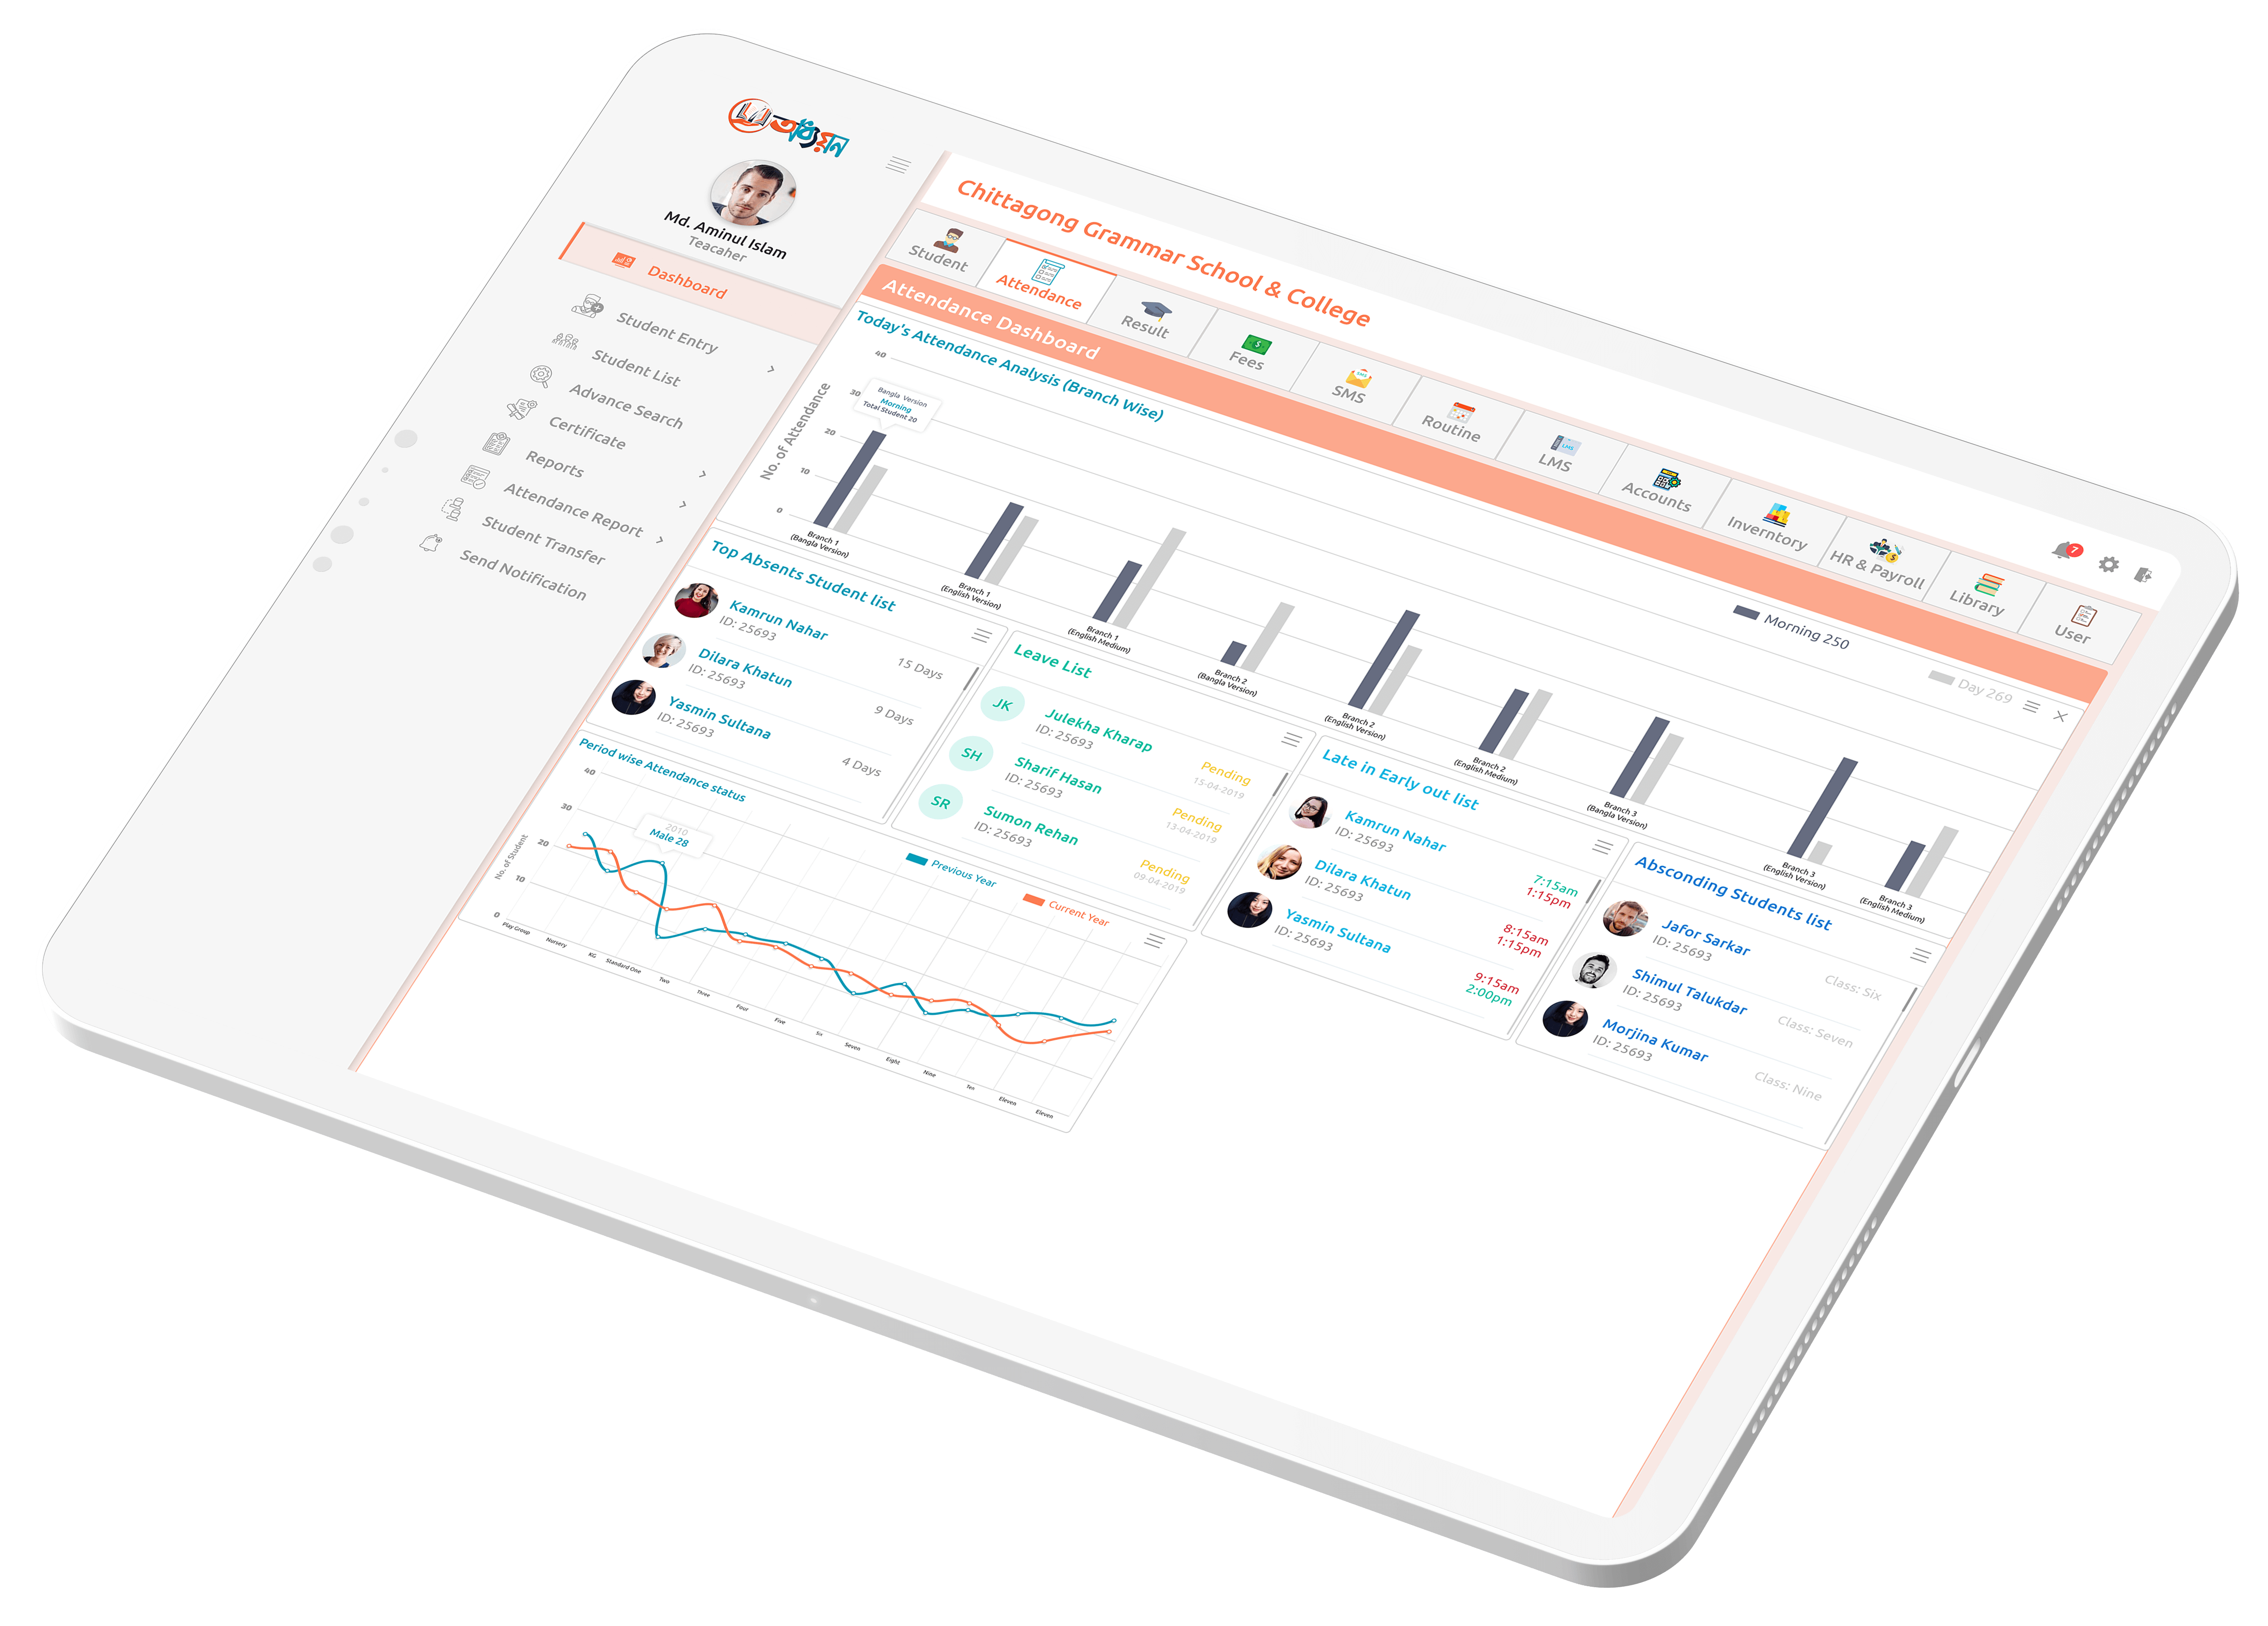 অধ্যয়ন
Md. Aminul Islam
Teacaher
Dashboard
Student Entry
Student List
Advance Search
Certificate
Reports
Attendance Report
Student Transfer
Send Notification
Chittagong Grammar School & College
7
Student
Attendance
Result
Fees
SMS
Routine
LMS
Accounts
Inverntory
HR & Payroll
Library
User
Attendance Dashboard
Today's Attendance Analysis (Branch Wise)
Morning 250
Day 269
No. of Attendance
40
30
20
10
0
Bangla Version
Morning
Total Student 20
Branch 1
(Bangla Version)
Branch 1
(English Version)
Branch 1
(English Medium)
Branch 2
(Bangla Version)
Branch 2
(English Version)
Branch 2
(English Medium)
Branch 3
(Bangla Version)
Branch 3
(English Version)
Branch 3
(English Medium)
Top Absents Student list
Kamrun Nahar
ID: 25693
15 Days
Dilara Khatun
ID: 25693
9 Days
Yasmin Sultana
ID: 25693
4 Days
Leave List
JK
Julekha Kharap
ID: 25693
Pending
15-04-2019
SH
Sharif Hasan
ID: 25693
Pending
13-04-2019
SR
Sumon Rehan
ID: 25693
Pending
09-04-2019
Late in Early out list
Kamrun Nahar
ID: 25693
7:15am
1:15pm
Dilara Khatun
ID: 25693
8:15am
1:15pm
Yasmin Sultana
ID: 25693
9:15am
2:00pm
Absconding Students list
Jafor Sarkar
ID: 25693
Class: Six
Shimul Talukdar
ID: 25693
Class: Seven
Morjina Kumar
ID: 25693
Class: Nine
Period wise Attendance status
Previous Year
Current Year
No. of Student
40
30
20
10
0
2010
Male 28
Play Group
Nursery
KG
Standard One
Two
Three
Four
Five
Six
Seven
Eight
Nine
Ten
Eleven
Eleven